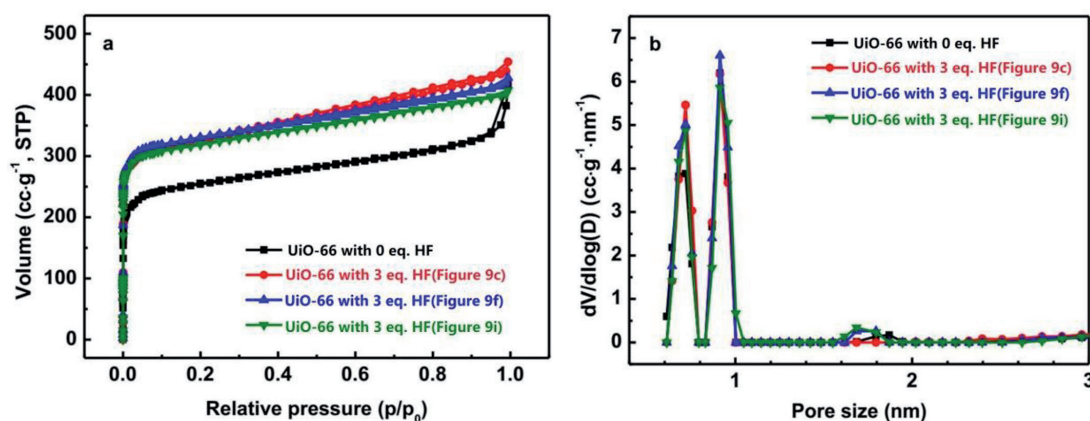 a
500
400
300
200
100
0
Volume (cc·g⁻¹, STP)
UiO-66 with 0 eq. HF
UiO-66 with 3 eq. HF(Figure 9c)
UiO-66 with 3 eq. HF(Figure 9f)
UiO-66 with 3 eq. HF(Figure 9i)
0.0 0.2 0.4 0.6 0.8 1.0
Relative pressure (p/p₀)
b
7
6
5
4
3
2
1
0
dV/dlog(D) (cc·g⁻¹·nm⁻¹)
UiO-66 with 0 eq. HF
UiO-66 with 3 eq. HF(Figure 9c)
UiO-66 with 3 eq. HF(Figure 9f)
UiO-66 with 3 eq. HF(Figure 9i)
1 2 3
Pore size (nm)